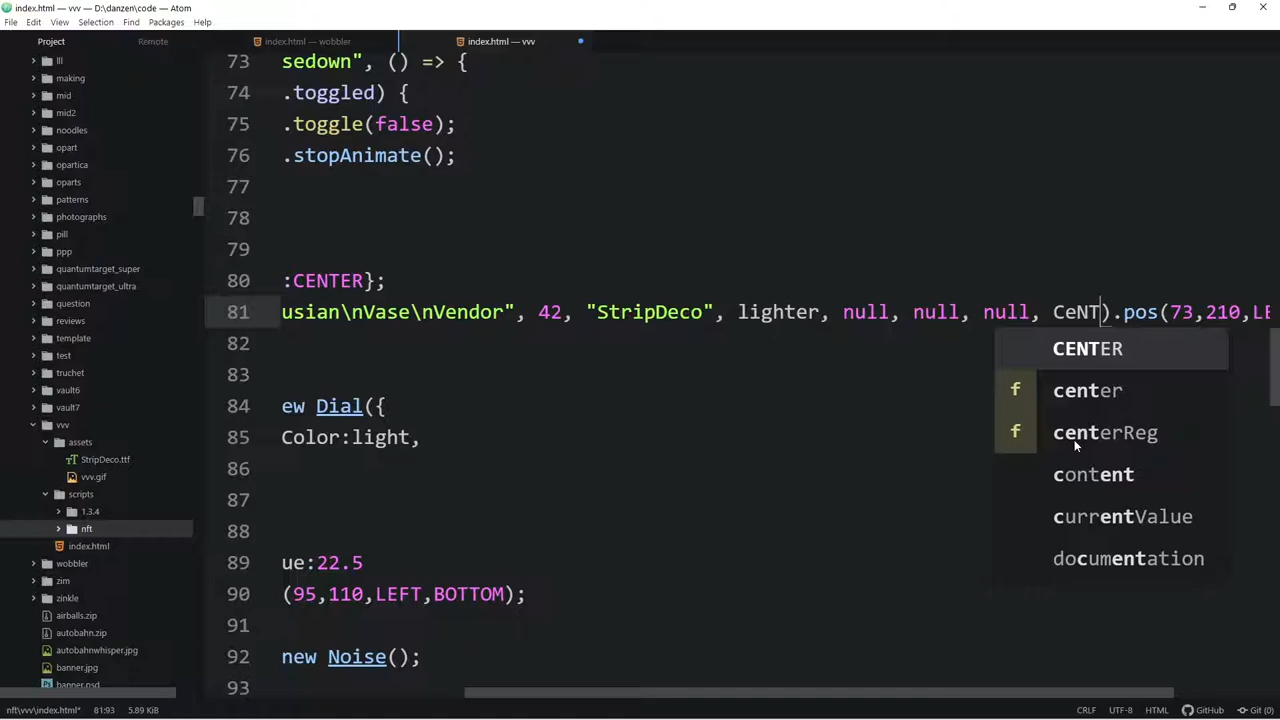 index.html — vvv — D:\danzen\code — Atom
File Edit View Selection Find Packages Help
Project Remote
index.html — wobbler
index.html — vvv
lll
making
mid
mid2
noodles
opart
opartica
oparts
patterns
photographs
pill
ppp
quantumtarget_super
quantumtarget_ultra
question
reviews
template
test
truchet
vault6
vault7
vvv
assets
StripDeco.ttf
vvv.gif
scripts
1.3.4
nft
index.html
wobbler
zim
zinkle
airballs.zip
autobahn.zip
autobahnwhisper.jpg
banner.jpg
banner.psd
73 sedown", () => {
74 .toggled) {
75 .toggle(false);
76 .stopAnimate();
77
78
79
80 :CENTER};
81 usian\nVase\nVendor", 42, "StripDeco", lighter, null, null, null, CeNT).pos(73,210,LE
82
83
84 ew Dial({
85 Color:light,
86
87
88
89 ue:22.5
90 (95,110,LEFT,BOTTOM);
91
92 new Noise();
93
CENTER
f center
f centerReg
content
currentValue
documentation
nft\vvv\index.html* 81:93 5.89 KiB CRLF UTF-8 HTML GitHub Git (0)